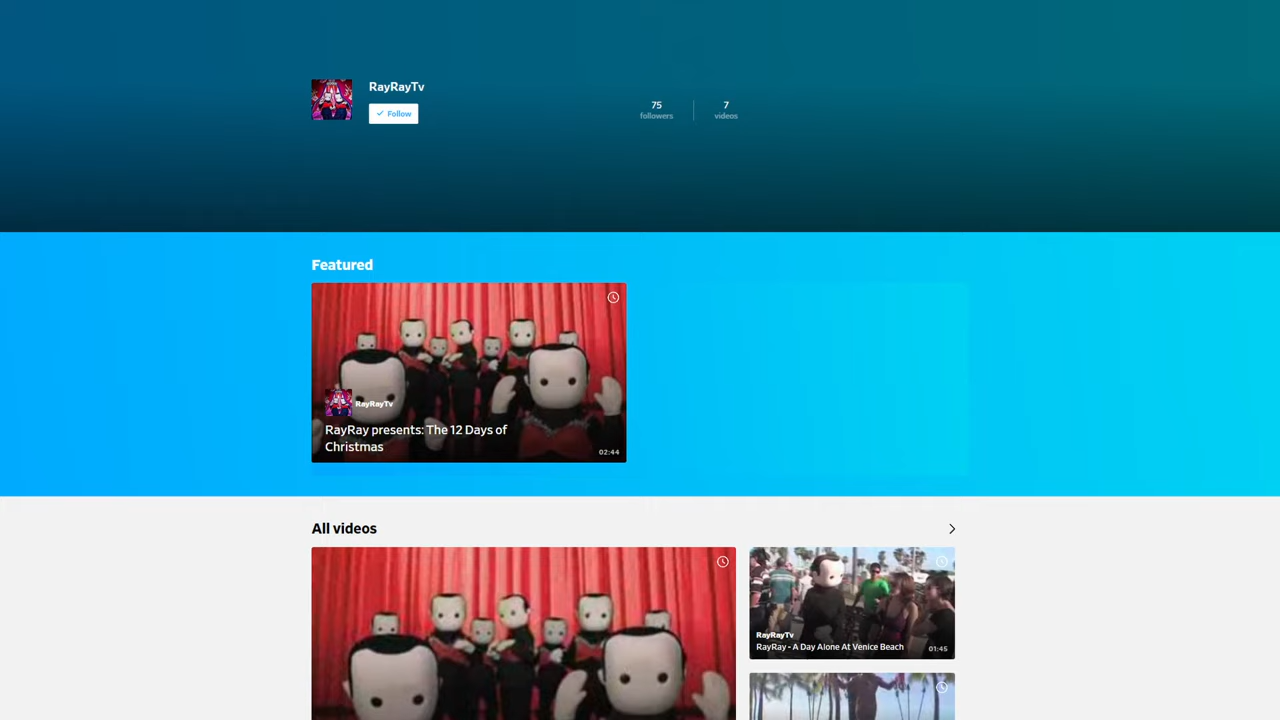 RayRayTv
Follow
75
followers
7
videos
Featured
RayRayTv
RayRay presents: The 12 Days of
Christmas
02:44
All videos
RayRayTv
RayRay - A Day Alone At Venice Beach
01:45